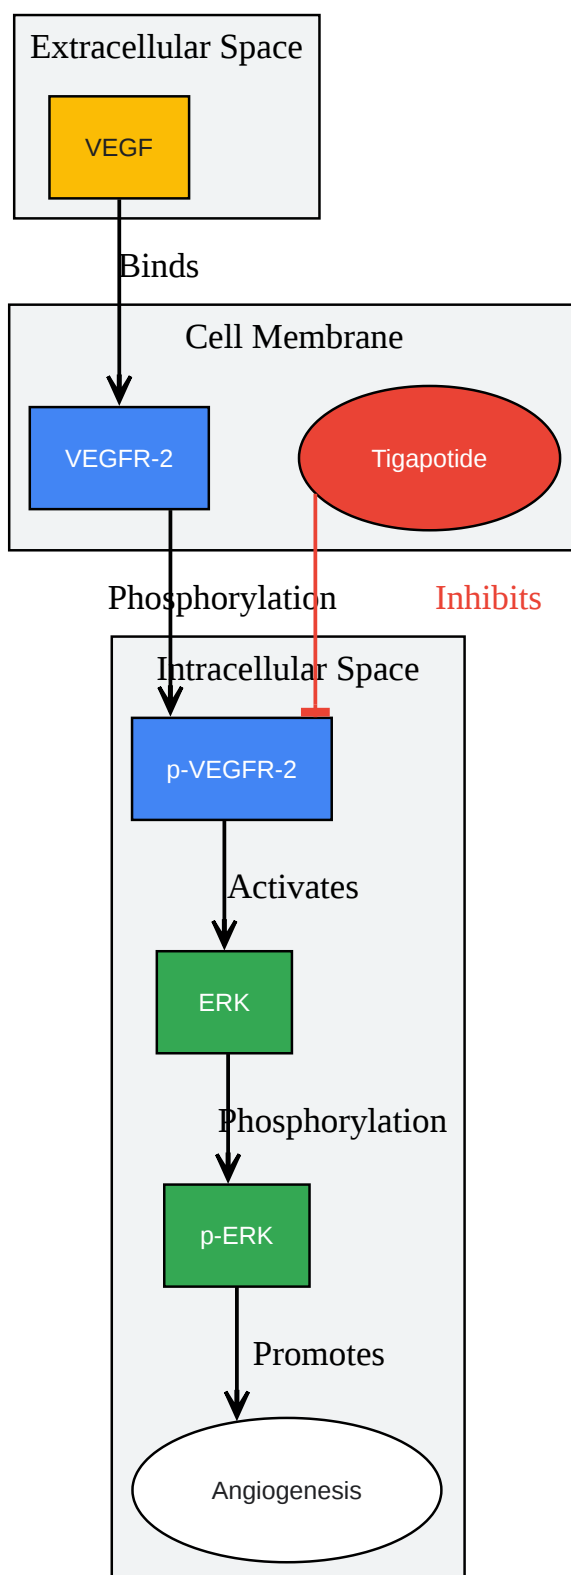 Extracellular Space
VEGF
Binds
Cell Membrane
VEGFR-2
Tigapotide
Phosphorylation
Inhibits
Intracellular Space
p-VEGFR-2
Activates
ERK
Phosphorylation
p-ERK
Promotes
Angiogenesis